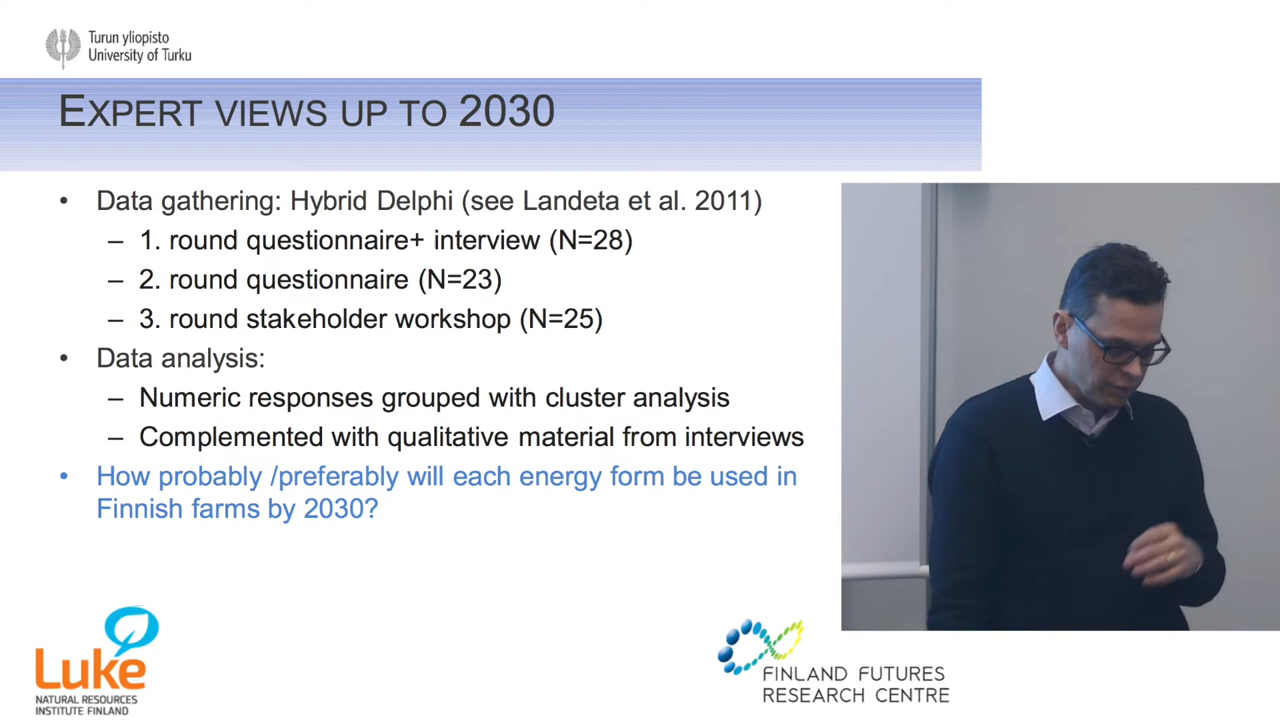 Turun yliopisto
University of Turku
EXPERT VIEWS UP TO 2030
• Data gathering: Hybrid Delphi (see Landeta et al. 2011)
– 1. round questionnaire+ interview (N=28)
– 2. round questionnaire (N=23)
– 3. round stakeholder workshop (N=25)
• Data analysis:
– Numeric responses grouped with cluster analysis
– Complemented with qualitative material from interviews
• How probably /preferably will each energy form be used in
Finnish farms by 2030?
Luke
NATURAL RESOURCES
INSTITUTE FINLAND
FINLAND FUTURES
RESEARCH CENTRE